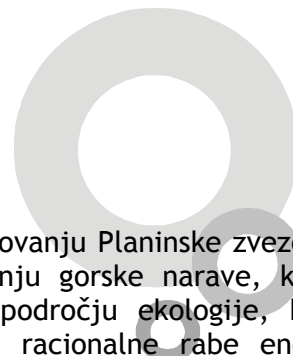 ovanju Planinske zvez
nju gorske narave, k
področju ekologije,
racionalne rabe en